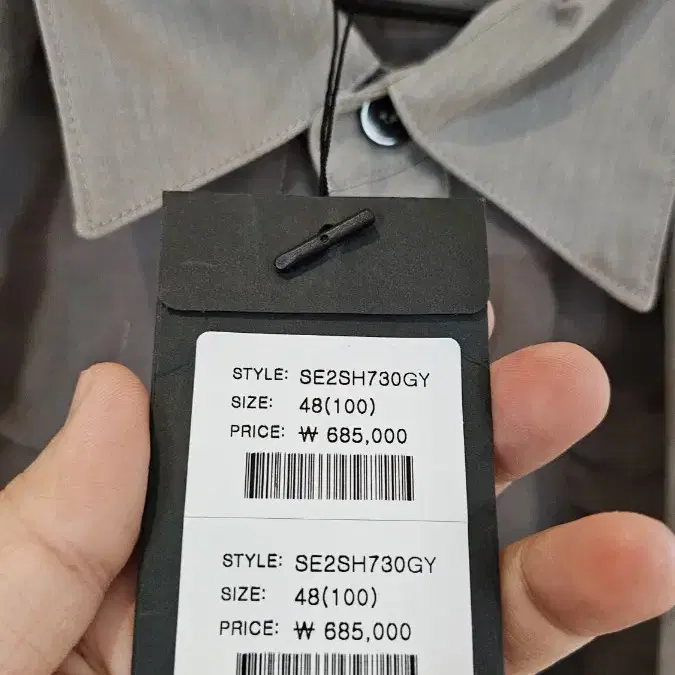 STYLE: SE2SH730GY
SIZE: 48(100)
PRICE: ₩ 685,000
STYLE: SE2SH730GY
SIZE: 48(100)
PRICE: ₩ 685,000